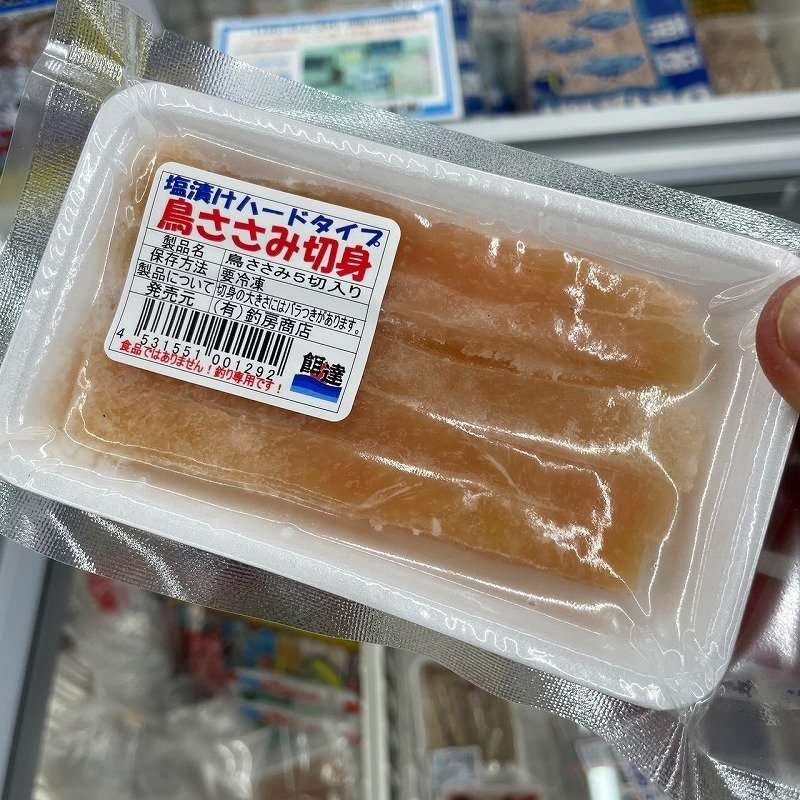 塩漬けハードタイプ
鳥ささみ切身
製品名 鳥ささみ5切入り
保存方法 要冷凍
製品について 切身の大きさにはバラつきがあります。
発売元 (有)釣房商店
4 531551 001292
食品ではありません！釣り専用です！
餌達